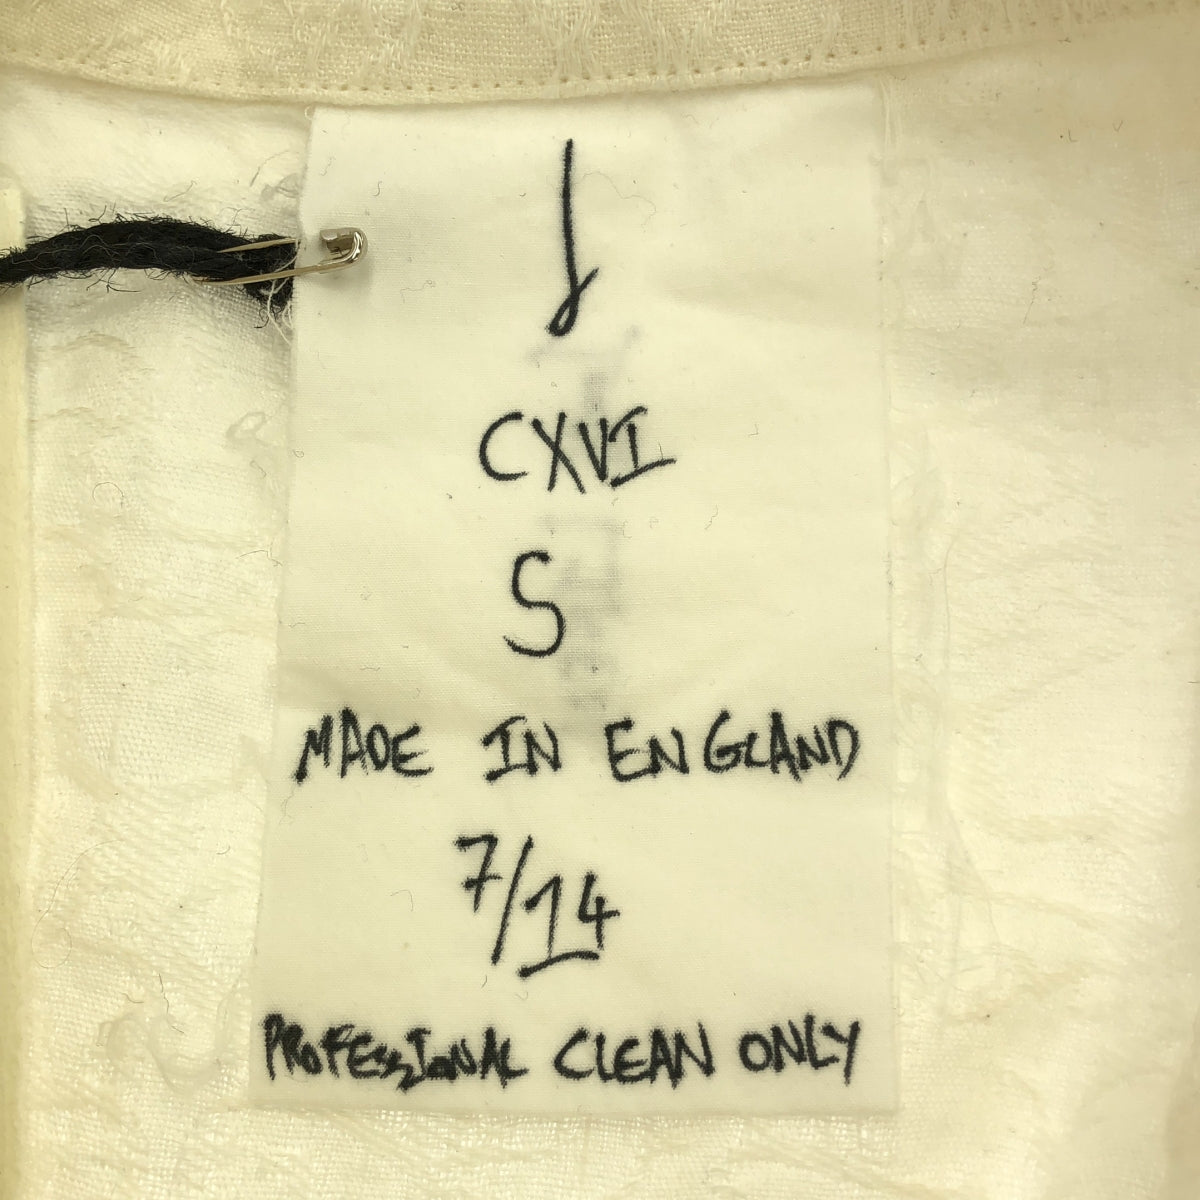 CXVI
S
MADE IN ENGLAND
7/14
PROFESSIONAL CLEAN ONLY